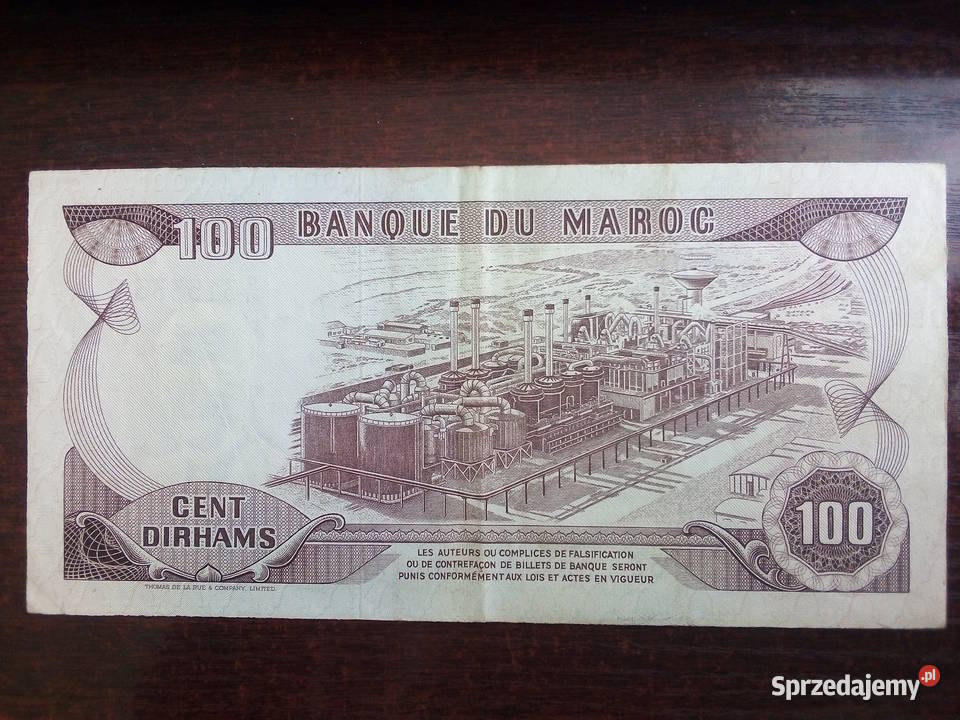 100 BANQUE DU MAROC
CENT
DIRHAMS
100
LES AUTEURS OU COMPLICES DE FALSIFICATION
OU DE CONTREFAÇON DE BILLETS DE BANQUE SERONT
PUNIS CONFORMÉMENT AUX LOIS ET ACTES EN VIGUEUR
THOMAS DE LA RUE & COMPANY, LIMITED.
Sprzedajemy.pl